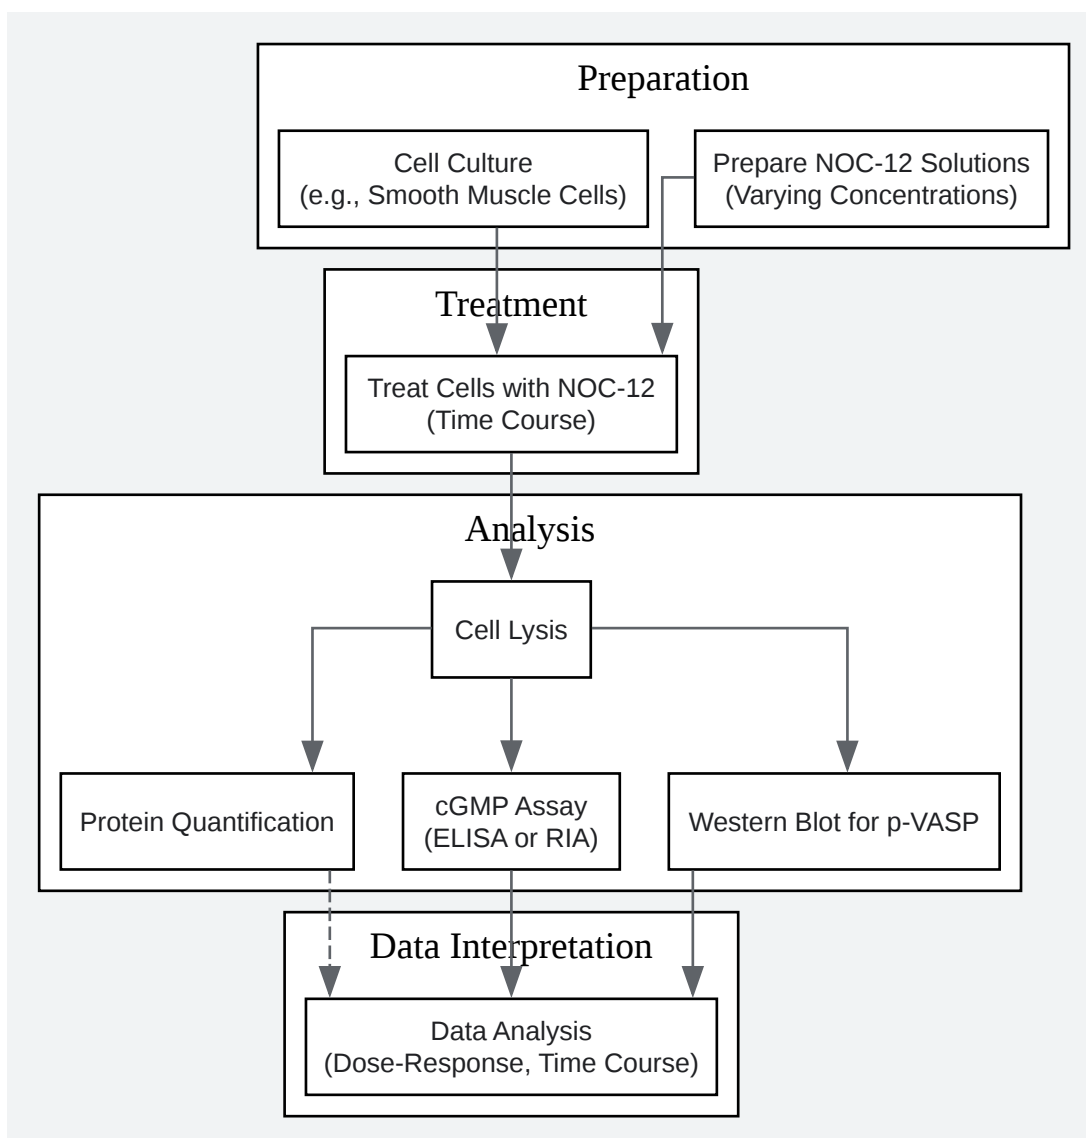 Preparation
Cell Culture
(e.g., Smooth Muscle Cells)
Prepare NOC-12 Solutions
(Varying Concentrations)
Treatment
Treat Cells with NOC-12
(Time Course)
Analysis
Cell Lysis
Protein Quantification
cGMP Assay
(ELISA or RIA)
Western Blot for p-VASP
Data Interpretation
Data Analysis
(Dose-Response, Time Course)